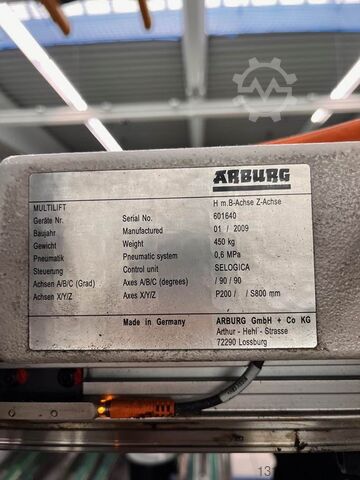 ARBURG
MULTILIFT H m.B-Achse Z-Achse
Geräte Nr. Serial No. 601640
Baujahr Manufactured 01 / 2009
Gewicht Weight 450 kg
Pneumatik Pneumatic system 0,6 MPa
Steuerung Control unit SELOGICA
Achsen A/B/C (Grad) Axes A/B/C (degrees) / 90 / 90
Achsen X/Y/Z Axes X/Y/Z P200 / / S800 mm
Made in Germany ARBURG GmbH + Co KG
Arthur - Hehl - Strasse
72290 Lossburg